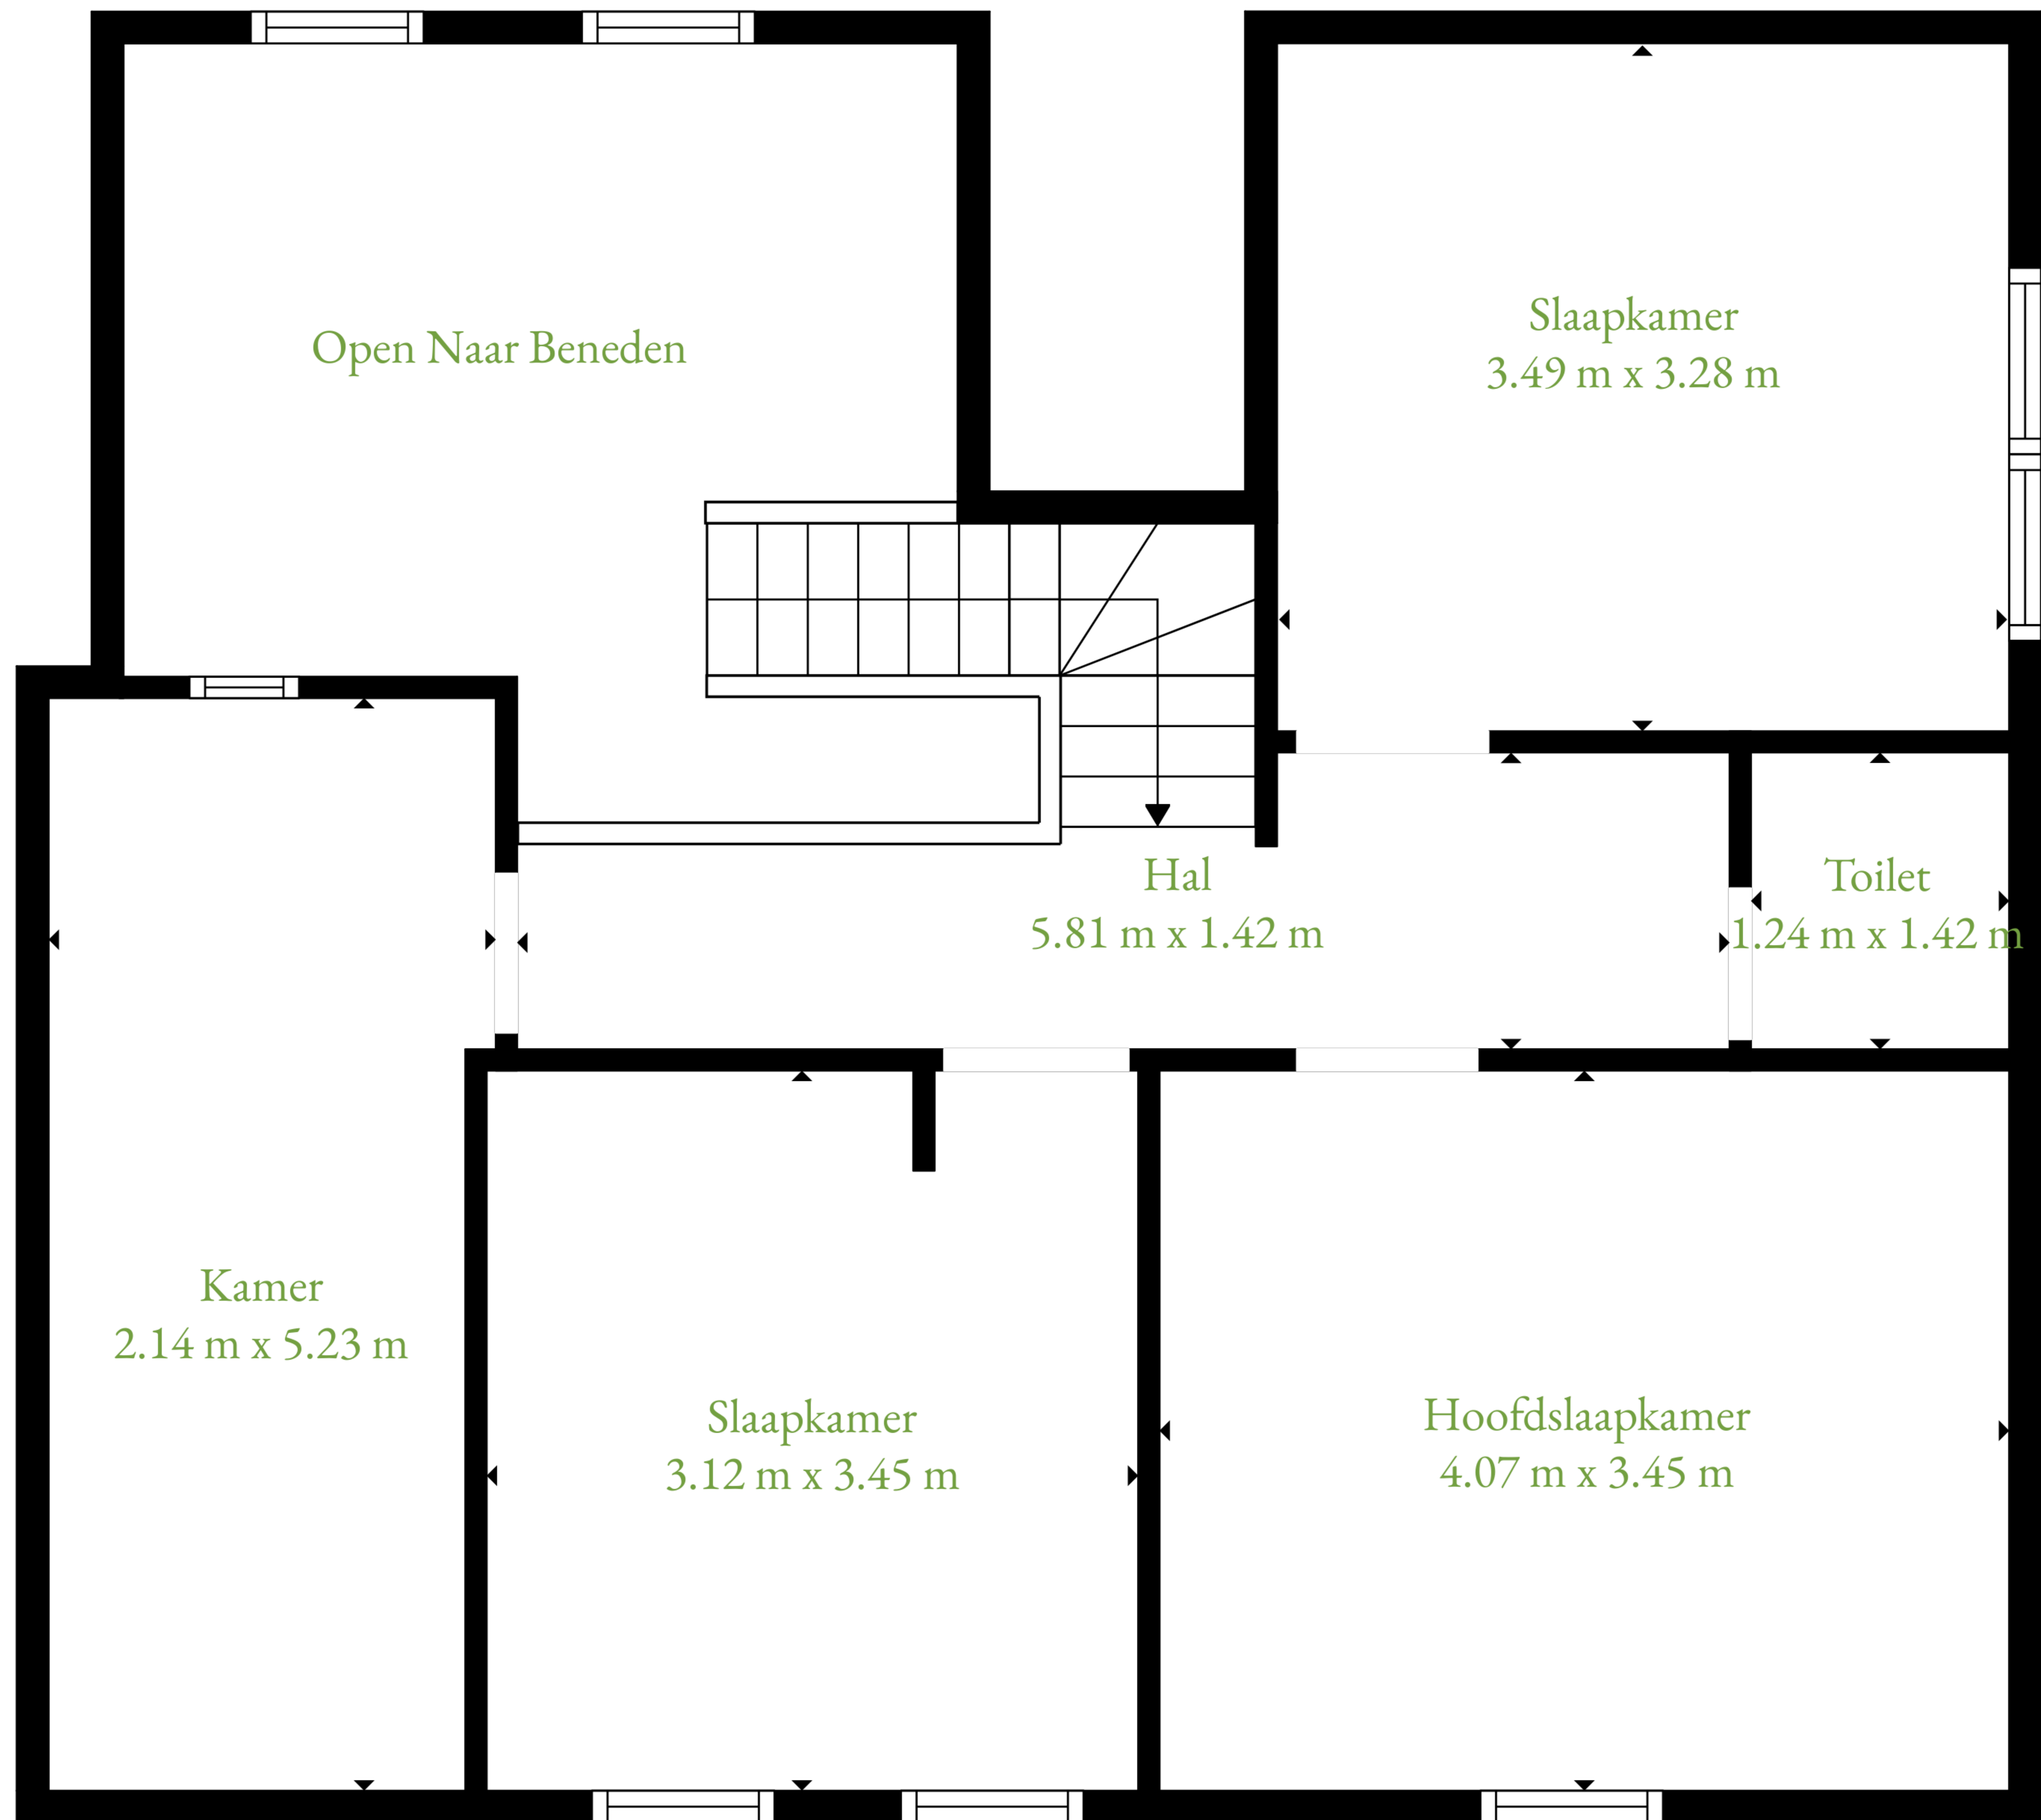 Open Naar Beneden
Slaapkamer
3.49 m x 3.28 m
Hal
5.81 m x 1.42 m
Toilet
1.24 m x 1.42 m
Kamer
2.14 m x 5.23 m
Slaapkamer
3.12 m x 3.45 m
Hoofdslaapkamer
4.07 m x 3.45 m